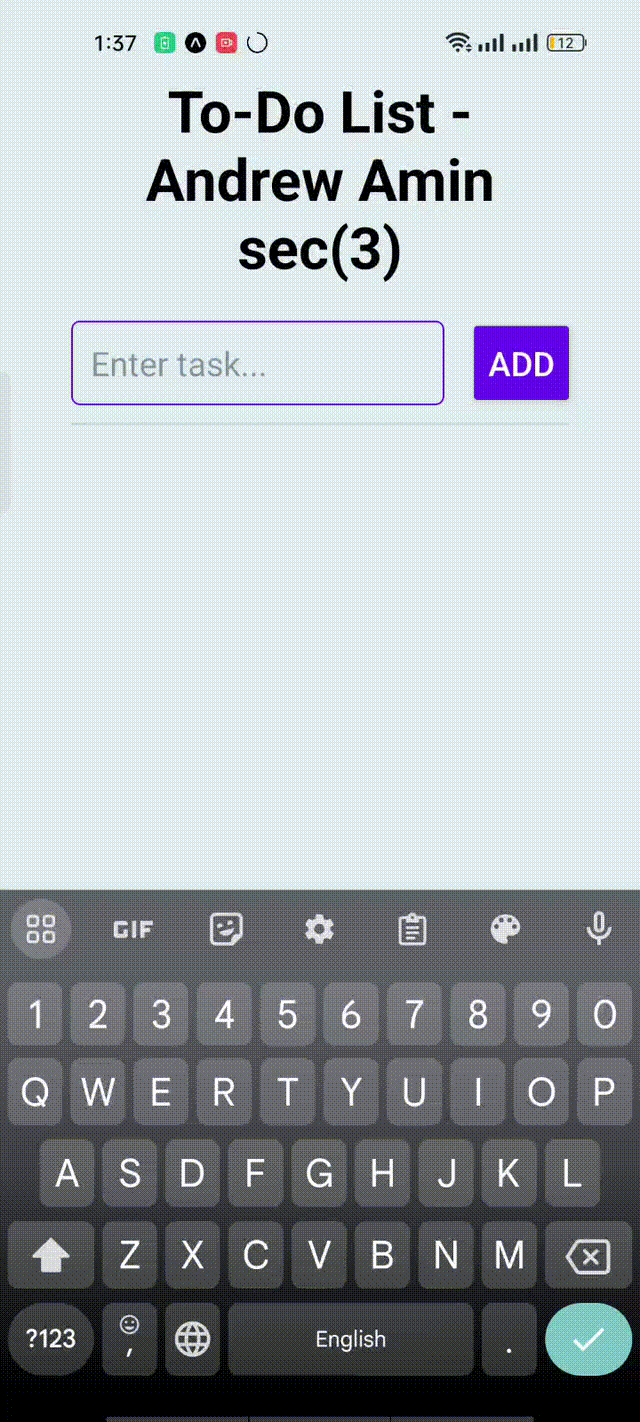 1:37 12
To-Do List -
Andrew Amin
sec(3)
Enter task... ADD
GIF
1 2 3 4 5 6 7 8 9 0
Q W E R T Y U I O P
A S D F G H J K L
Z X C V B N M
?123 , English .